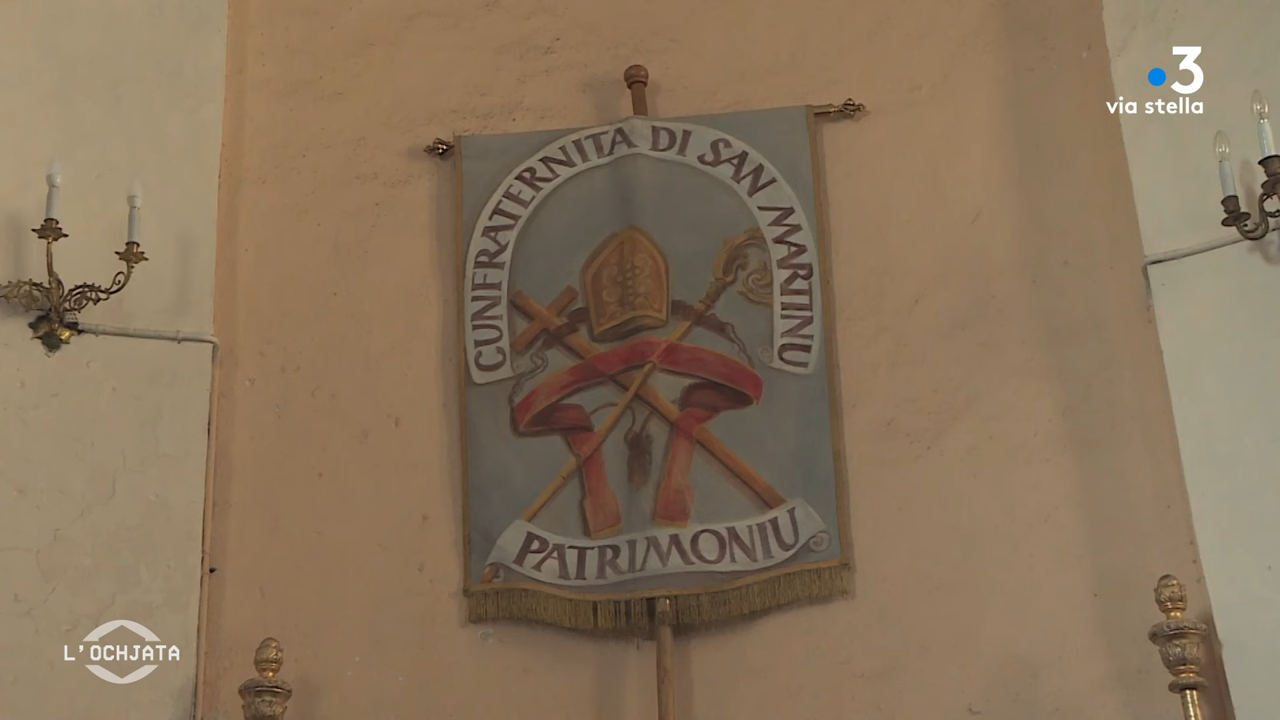 3
via stella
CUNFRATERNITA DI SAN MARTINU
PATRIMONIU
L'OCHJATA